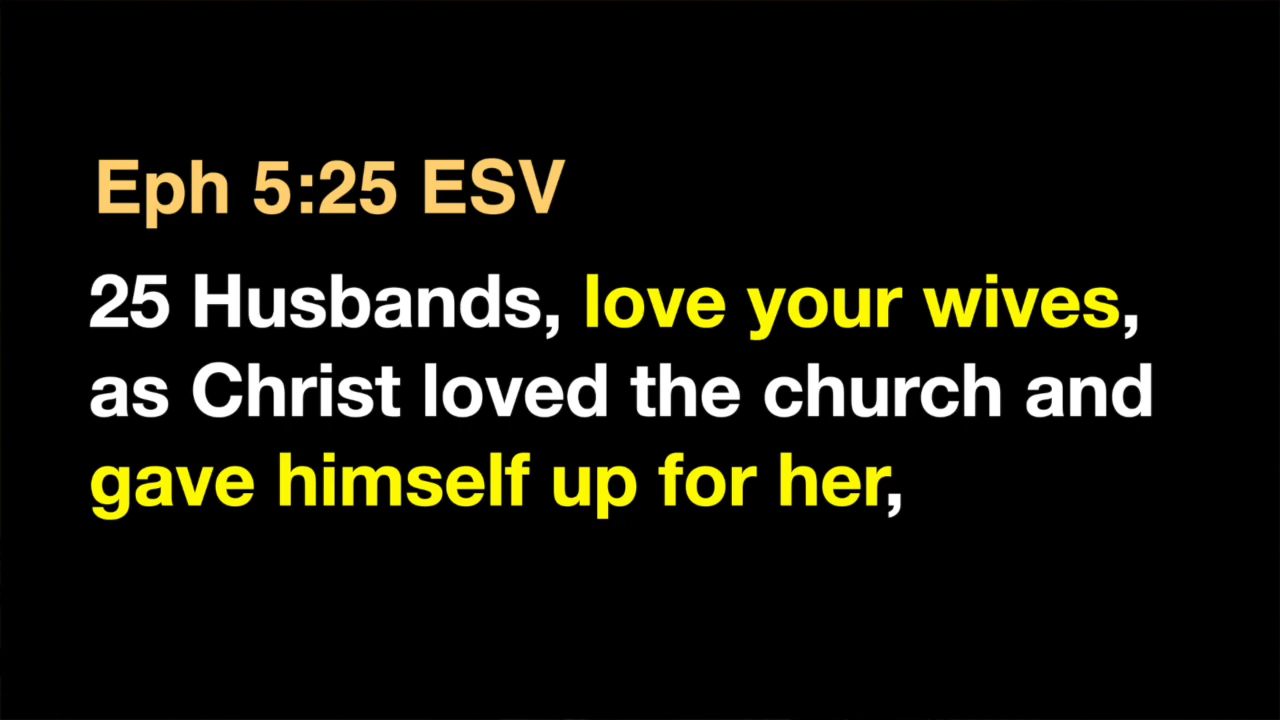 Eph 5:25 ESV
25 Husbands, love your wives,
as Christ loved the church and
gave himself up for her,